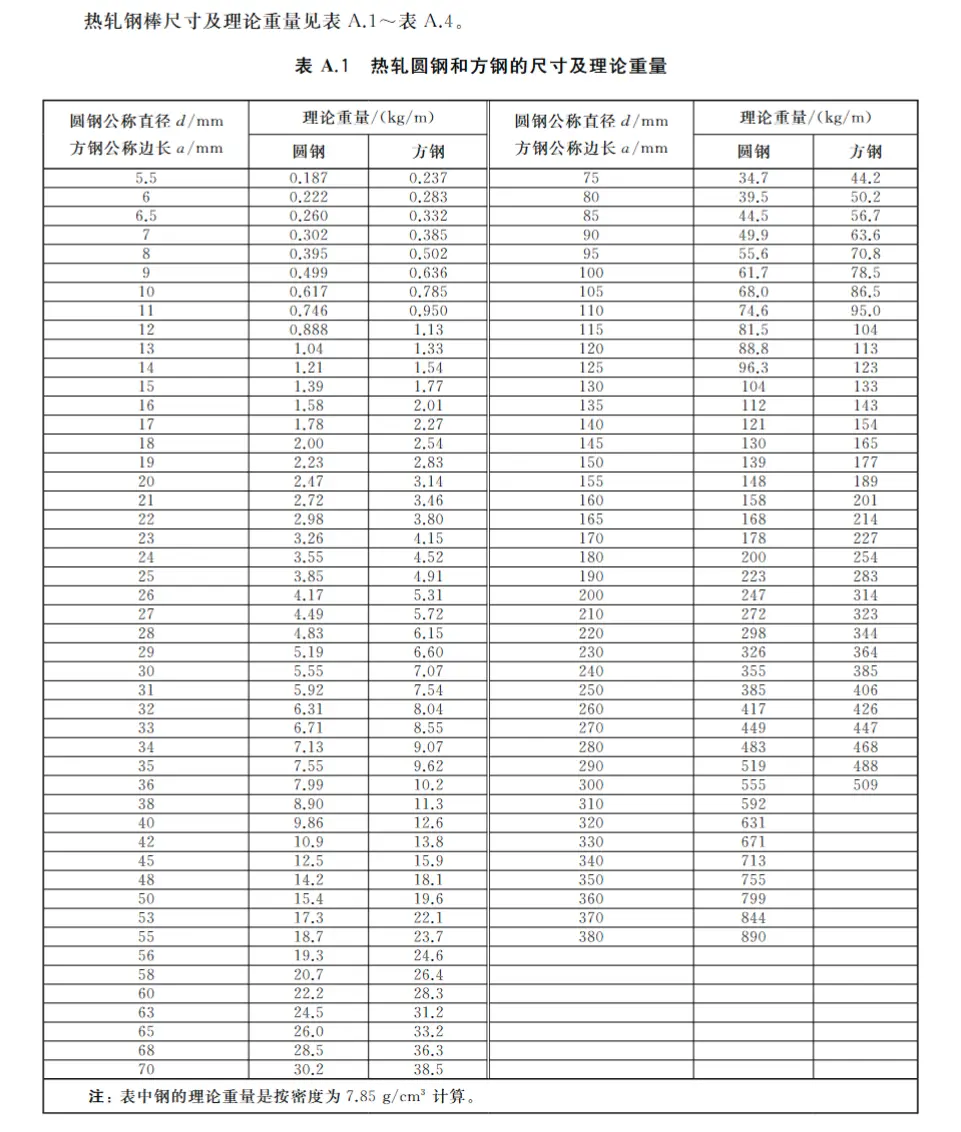 热轧钢棒尺寸及理论重量见表 A.1～表 A.4。
表 A.1 热轧圆钢和方钢的尺寸及理论重量
圆钢公称直径 d/mm 理论重量/(kg/m) 圆钢公称直径 d/mm 理论重量/(kg/m)
方钢公称边长 a/mm 圆钢 方钢 方钢公称边长 a/mm 圆钢 方钢
5.5 0.187 0.237 75 34.7 44.2
6 0.222 0.283 80 39.5 50.2
6.5 0.260 0.332 85 44.5 56.7
7 0.302 0.385 90 49.9 63.6
8 0.395 0.502 95 55.6 70.8
9 0.499 0.636 100 61.7 78.5
10 0.617 0.785 105 68.0 86.5
11 0.746 0.950 110 74.6 95.0
12 0.888 1.13 115 81.5 104
13 1.04 1.33 120 88.8 113
14 1.21 1.54 125 96.3 123
15 1.39 1.77 130 104 133
16 1.58 2.01 135 112 143
17 1.78 2.27 140 121 154
18 2.00 2.54 145 130 165
19 2.23 2.83 150 139 177
20 2.47 3.14 155 148 189
21 2.72 3.46 160 158 201
22 2.98 3.80 165 168 214
23 3.26 4.15 170 178 227
24 3.55 4.52 180 200 254
25 3.85 4.91 190 223 283
26 4.17 5.31 200 247 314
27 4.49 5.72 210 272 323
28 4.83 6.15 220 298 344
29 5.19 6.60 230 326 364
30 5.55 7.07 240 355 385
31 5.92 7.54 250 385 406
32 6.31 8.04 260 417 426
33 6.71 8.55 270 449 447
34 7.13 9.07 280 483 468
35 7.55 9.62 290 519 488
36 7.99 10.2 300 555 509
38 8.90 11.3 310 592
40 9.86 12.6 320 631
42 10.9 13.8 330 671
45 12.5 15.9 340 713
48 14.2 18.1 350 755
50 15.4 19.6 360 799
53 17.3 22.1 370 844
55 18.7 23.7 380 890
56 19.3 24.6
58 20.7 26.4
60 22.2 28.3
63 24.5 31.2
65 26.0 33.2
68 28.5 36.3
70 30.2 38.5
注：表中钢的理论重量是按密度为 7.85 g/cm³ 计算。